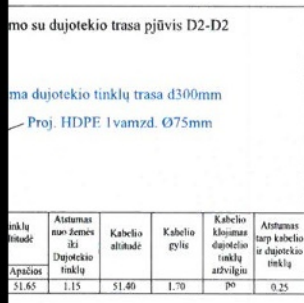 mo su dujotekio trasa pjūvis D2-D2
ma dujotekio tinklų trasa d300mm
Proj. HDPE 1vamzd. Ø75mm
inklų
ltitudė
Apačios
Atstumas
nuo žemės
iki
Dujotekio
tinklų
Kabelio
altitudė
Kabelio
gylis
Kabelio
klojimas
dujotelio
tinklų
atžvilgiu
Atstumas
tarp kabelio
ir dujotekio
tinklų
51.65 1.15 51.40 1.70 po 0.25